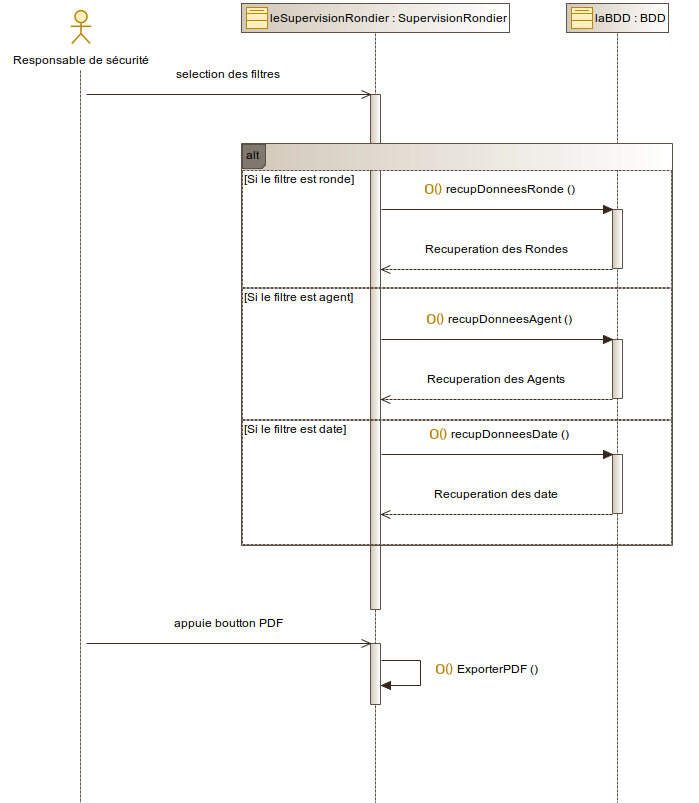 leSupervisionRondier : SupervisionRondier
laBDD : BDD
Responsable de sécurité
selection des filtres
alt
[Si le filtre est ronde]
O() recupDonneesRonde ()
Recuperation des Rondes
[Si le filtre est agent]
O() recupDonneesAgent ()
Recuperation des Agents
[Si le filtre est date]
O() recupDonneesDate ()
Recuperation des date
appuie boutton PDF
O() ExporterPDF ()